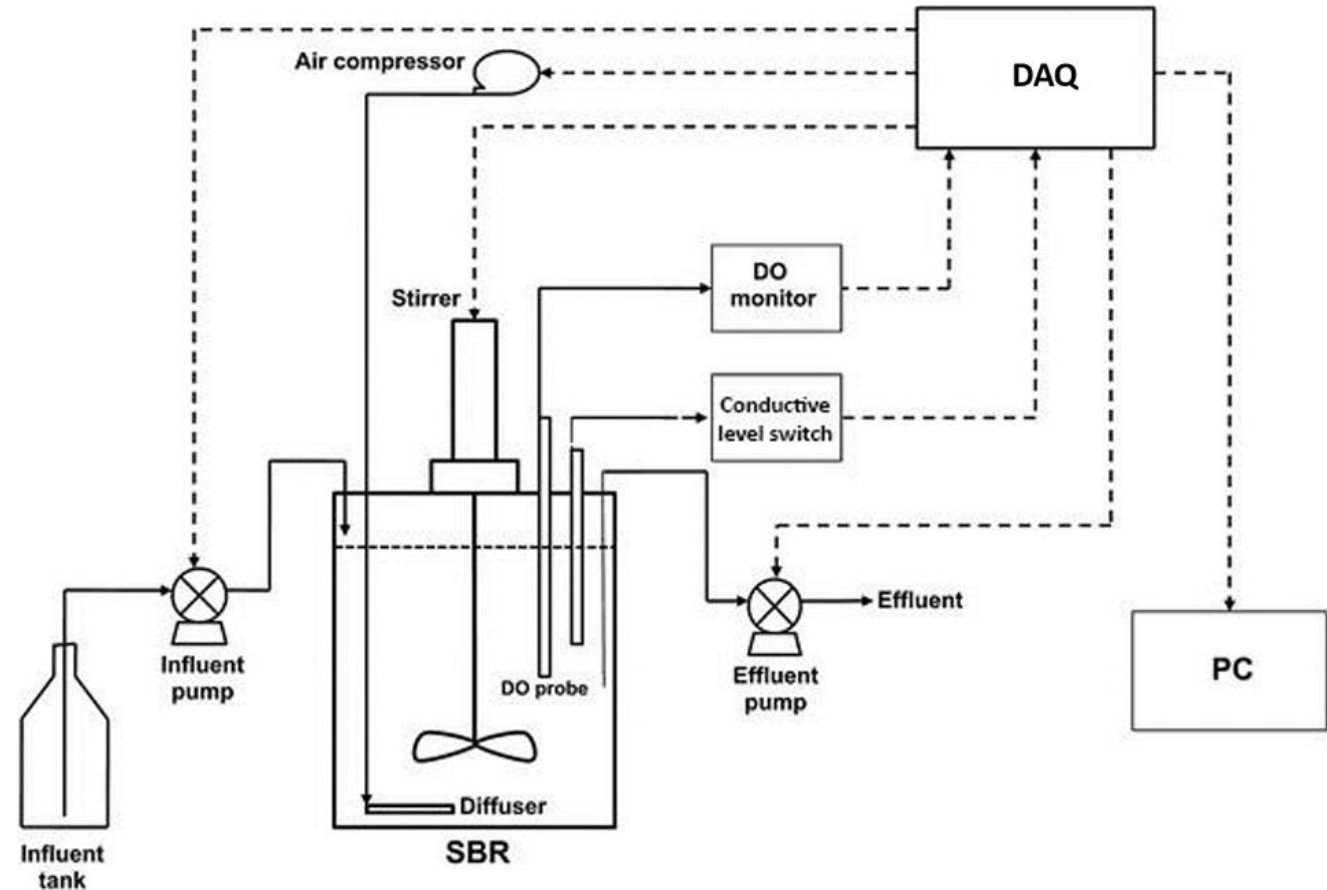 Air compressor
DAQ
DO
monitor
Stirrer
Conductive
level switch
Influent
pump
DO probe
Effluent
Effluent
pump
PC
Diffuser
SBR
Influent
tank